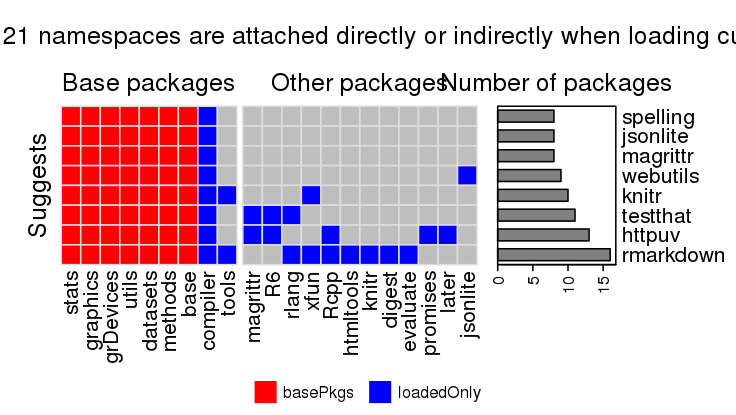 21 namespaces are attached directly or indirectly when loading cu
Base packages
Other packages
Number of packages
Suggests
spelling
jsonlite
magrittr
webutils
knitr
testthat
httpuv
rmarkdown
stats
graphics
grDevices
utils
datasets
methods
base
compiler
tools
magrittr
R6
rlang
xfun
Rcpp
htmltools
knitr
digest
evaluate
promises
later
jsonlite
0
5
10
15
basePkgs
loadedOnly